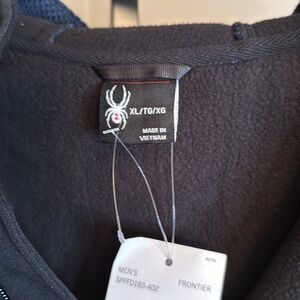 XL/TG/XG
MADE IN
VIETNAM
MEN'S
SPFFD183-402
FRONTIER